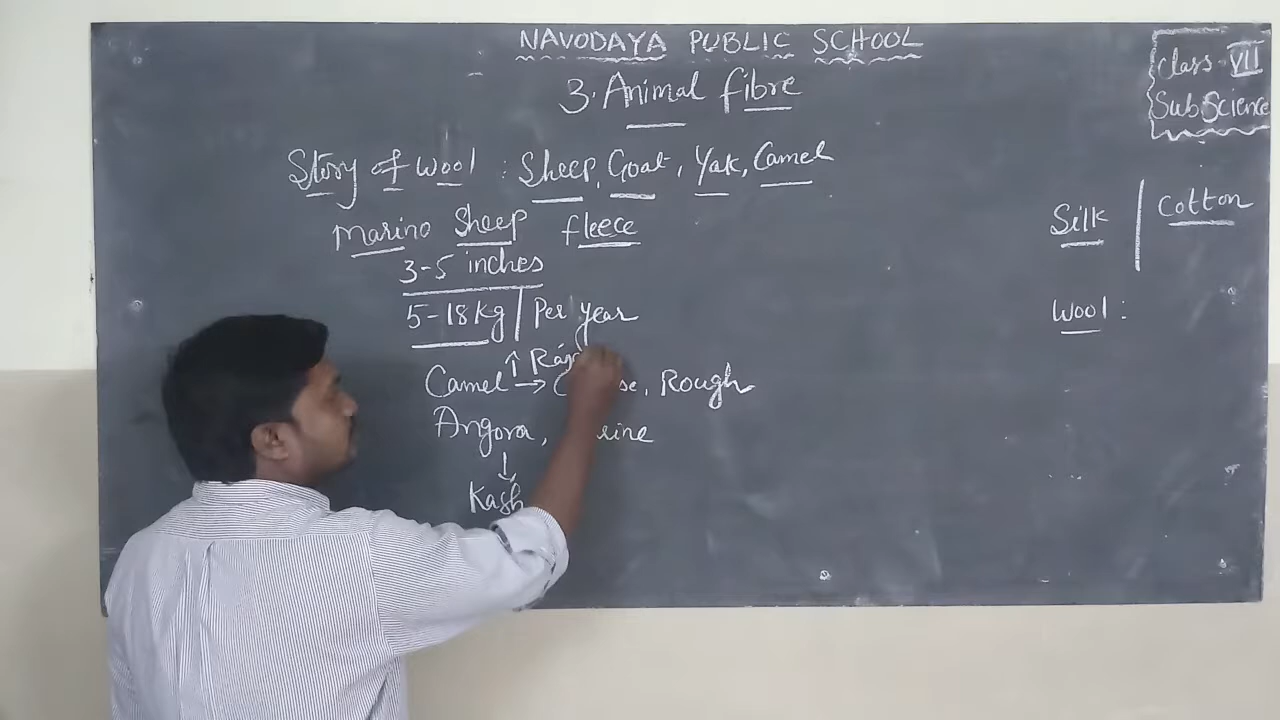 NAVODAYA PUBLIC SCHOOL
3. Animal fibre
Class VII
Sub Science
Story of Wool : Sheep, Goat, Yak, Camel
Marino Sheep fleece
3-5 inches
5-18 kg | Per year
Camel → Rough
Angora,
↓
Silk | Cotton
Wool :